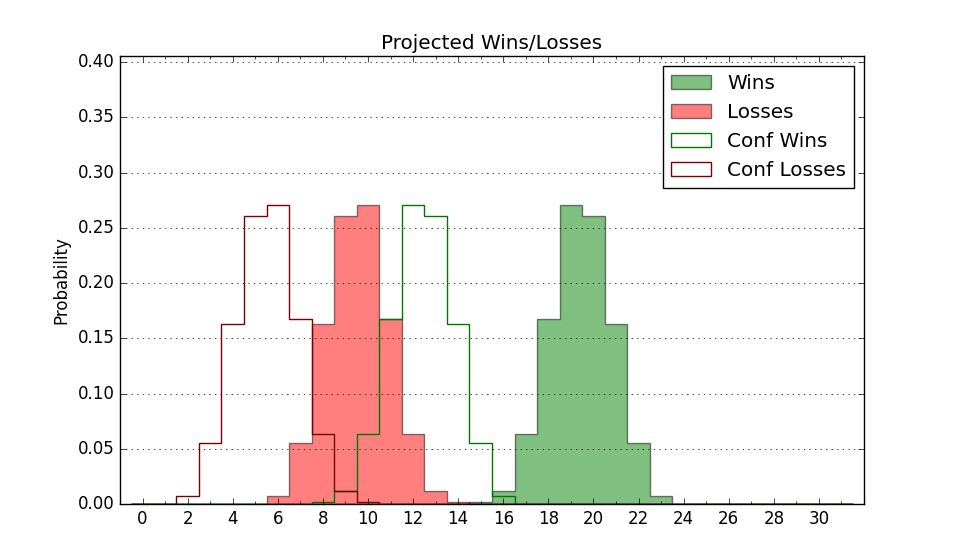 Projected Wins/Losses
0.40
0.35
0.30
0.25
0.20
0.15
0.10
0.05
0.00
Probability
Wins
Losses
Conf Wins
Conf Losses
0 2 4 6 8 10 12 14 16 18 20 22 24 26 28 30